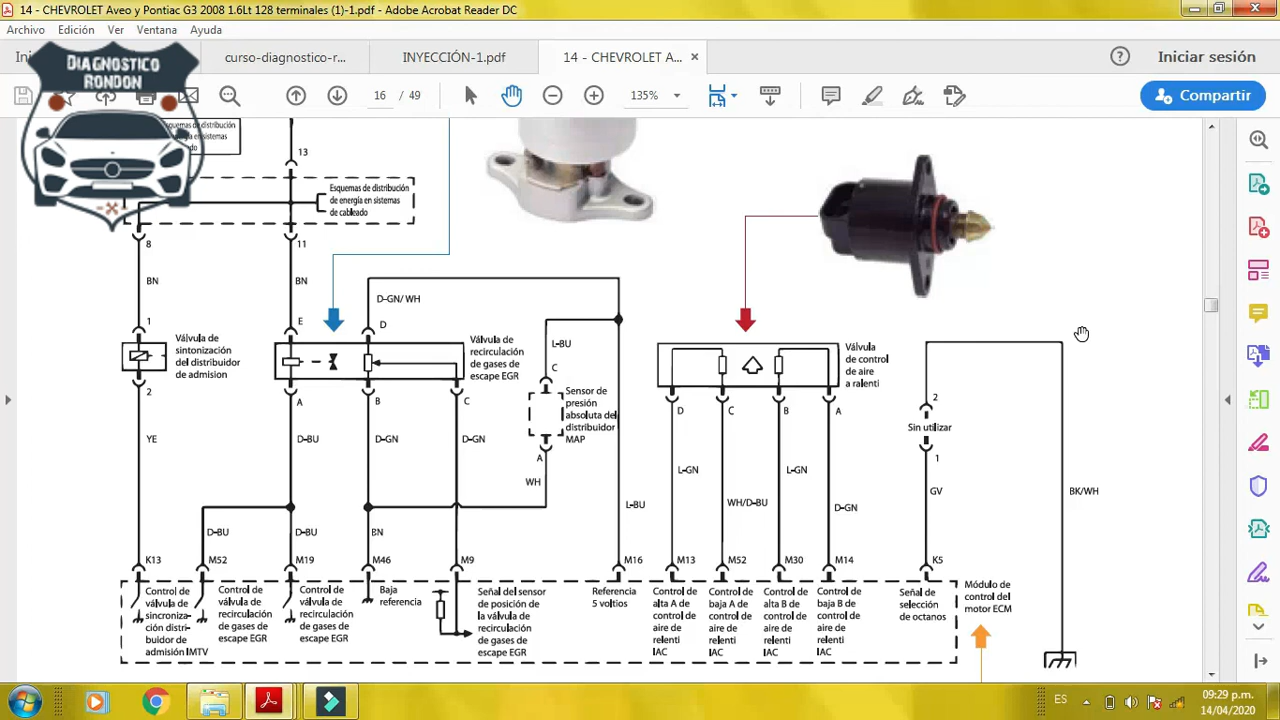 14 - CHEVROLET Aveo y Pontiac G3 2008 1.6Lt 128 terminales (1)-1.pdf - Adobe Acrobat Reader DC
Archivo Edición Ver Ventana Ayuda
curso-diagnostico-r...
INYECCIÓN-1.pdf
14 - CHEVROLET A...
Iniciar sesión
DIAGNOSTICO
RONDON
16 / 49
135%
Compartir
13
Esquemas de distribución
de energía en sistemas
de cableado
8
11
BN
BN
D-GN/ WH
1
E
D
Válvula de
sintonización
del distribuidor
de admision
Válvula de
recirculación
de gases de
escape EGR
L-BU
C
Sensor de
presión
absoluta del
distribuidor
MAP
Válvula
de control
de aire
a ralenti
2
A
B
C
D
C
B
A
2
Sin utilizar
1
YE
D-BU
D-GN
D-GN
A
WH
L-GN
WH/D-BU
L-GN
D-GN
GV
BK/WH
L-BU
D-BU
D-BU
BN
K13
M52
M19
M46
M9
M16
M13
M52
M30
M14
K5
Control de
válvula de
sincroniza-
ción distri-
buidor de
admisión IMTV
Control de
válvula de
recirculación
de gases de
escape EGR
Control de
válvula de
recirculación
de gases de
escape EGR
Baja
referencia
Señal del sensor
de posición de
la válvula de
recirculación
de gases de
escape EGR
Referencia
5 voltios
Control de
alta A de
control de
aire de
relenti
IAC
Control de
baja A de
control de
aire de
relenti
IAC
Control de
alta B de
control de
aire de
relenti
IAC
Control de
baja B de
control de
aire de
relenti
IAC
Señal de
selección
de octanos
Módulo de
control del
motor ECM
ES
09:29 p.m.
14/04/2020